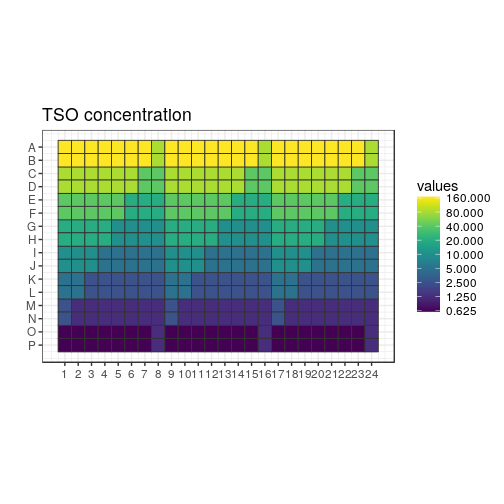 TSO concentration
A
B
C
D
E
F
G
H
I
J
K
L
M
N
O
P
1 2 3 4 5 6 7 8 9 10 11 12 13 14 15 16 17 18 19 20 21 22 23 24
values
160.000
80.000
40.000
20.000
10.000
5.000
2.500
1.250
0.625